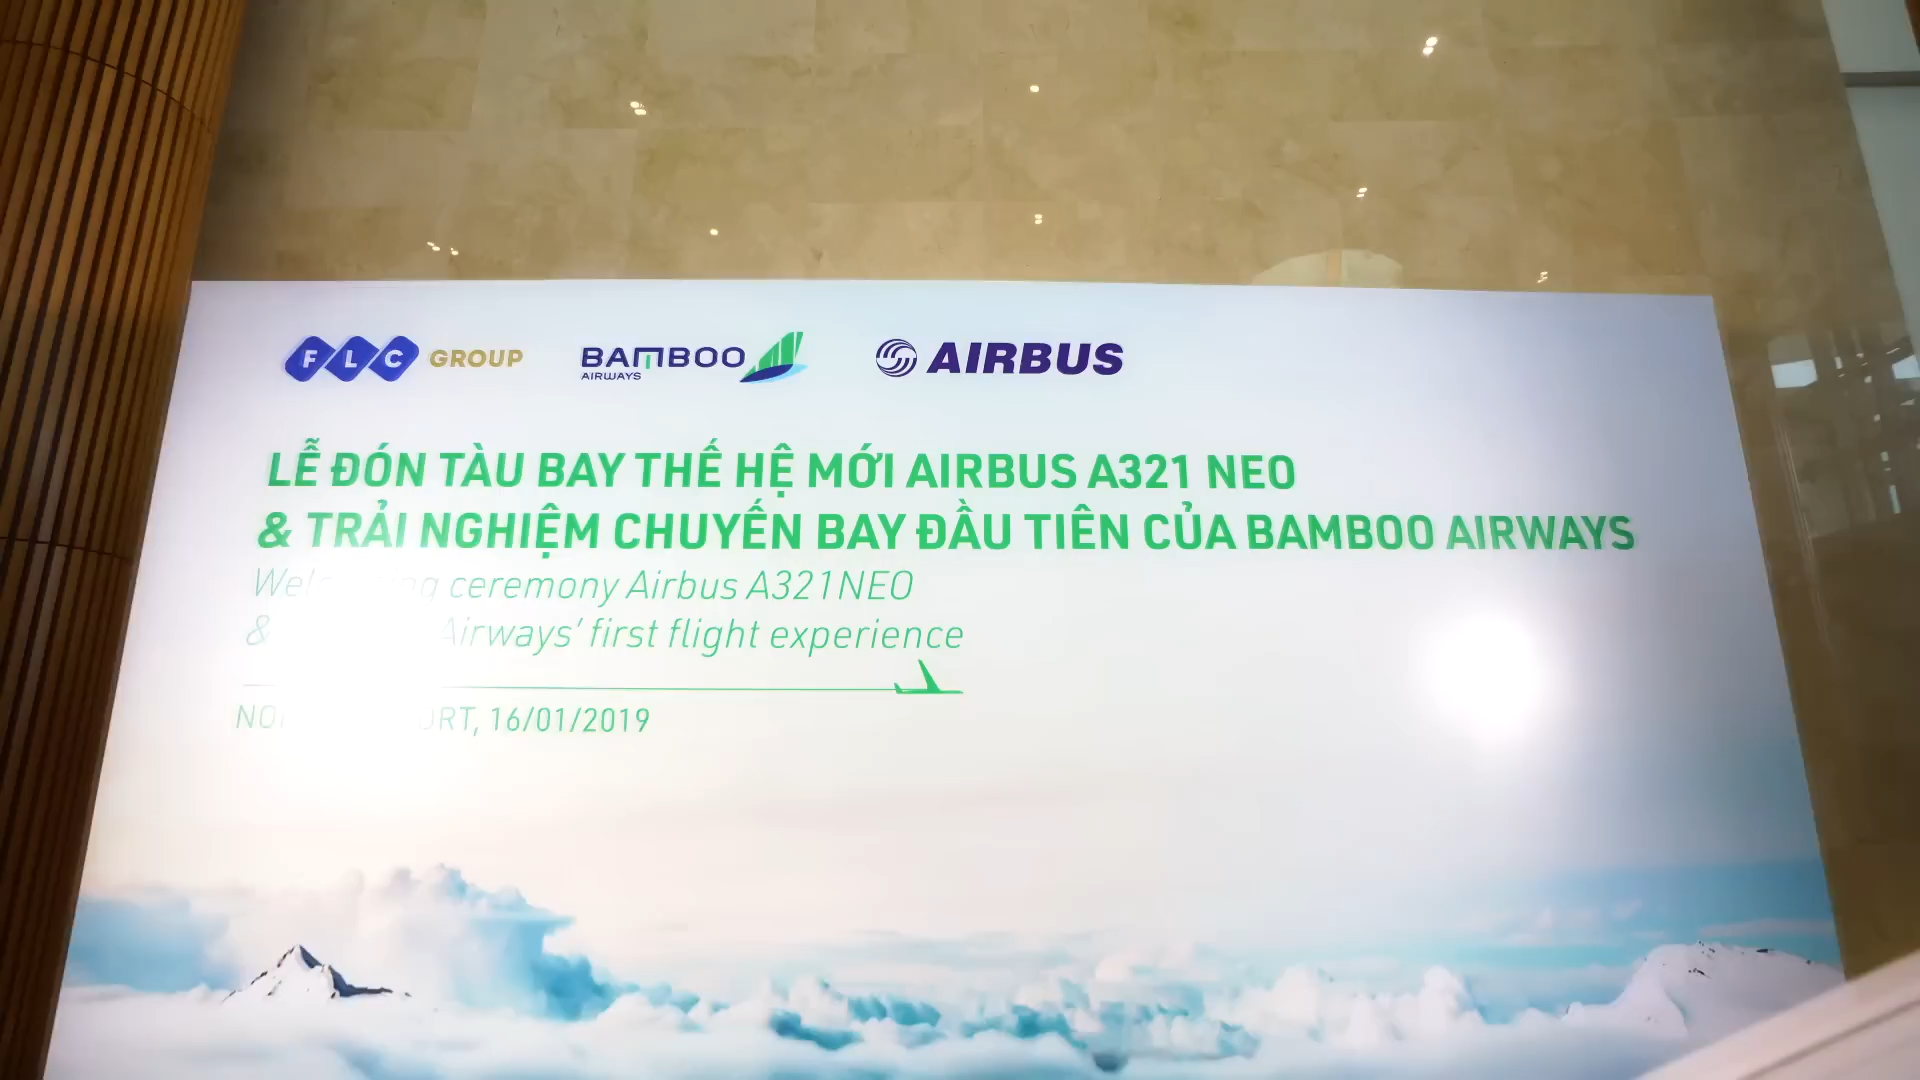 FLC GROUP
BAMBOO AIRWAYS
AIRBUS
LỄ ĐÓN TÀU BAY THẾ HỆ MỚI AIRBUS A321 NEO
& TRẢI NGHIỆM CHUYẾN BAY ĐẦU TIÊN CỦA BAMBOO AIRWAYS
ceremony Airbus A321NEO
& Airways' first flight experience
16/01/2019